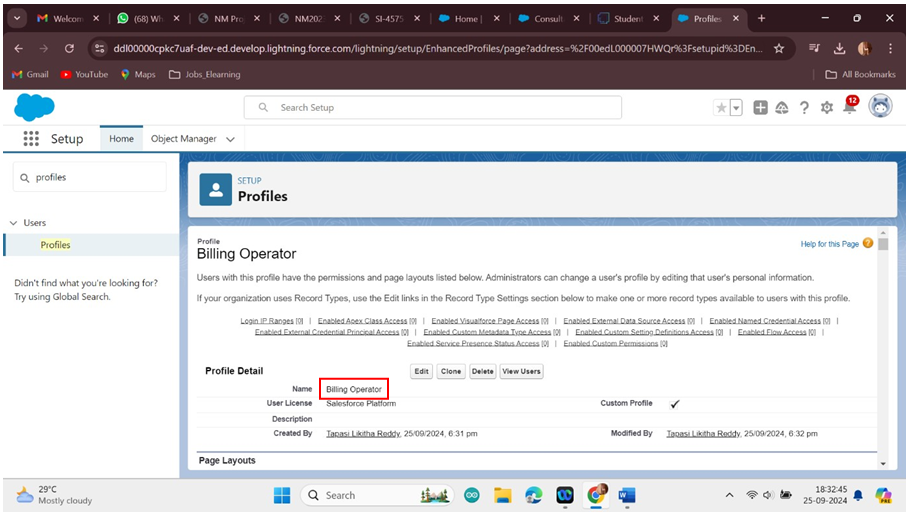 Welcom
(68) Wh
NM Pro
NM202
SI-4575
Home |
Consult
Student
Profiles
ddl00000cpkc7uaf-dev-ed.develop.lightning.force.com/lightning/setup/EnhancedProfiles/page?address=%2F00edL000007HWQr%3Fsetupid%3DEn...
Gmail YouTube Maps Jobs_Elearning All Bookmarks
Search Setup
12
Setup Home Object Manager
profiles
Users
Profiles
Didn't find what you're looking for?
Try using Global Search.
SETUP
Profiles
Profile
Billing Operator
Help for this Page
Users with this profile have the permissions and page layouts listed below. Administrators can change a user's profile by editing that user's personal information.
If your organization uses Record Types, use the Edit links in the Record Type Settings section below to make one or more record types available to users with this profile.
Login IP Ranges [0] | Enabled Apex Class Access [0] | Enabled Visualforce Page Access [0] | Enabled External Data Source Access [0] | Enabled Named Credential Access [0] |
Enabled External Credential Principal Access [0] | Enabled Custom Metadata Type Access [0] | Enabled Custom Setting Definitions Access [0] | Enabled Flow Access [0] |
Enabled Service Presence Status Access [0] | Enabled Custom Permissions [0]
Profile Detail Edit Clone Delete View Users
Name Billing Operator
User License Salesforce Platform Custom Profile ✓
Description
Created By Tapasi Likitha Reddy, 25/09/2024, 6:31 pm Modified By Tapasi Likitha Reddy, 25/09/2024, 6:32 pm
Page Layouts
29°C
Mostly cloudy
Search
18:32:45
25-09-2024